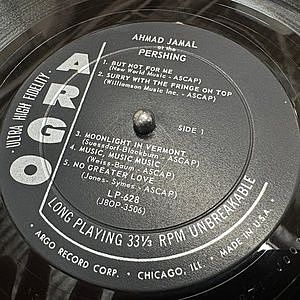 AHMAD JAMAL
at the
PERSHING
1. BUT NOT FOR ME
(New World Music - ASCAP)
2. SURRY WITH THE FRINGE ON TOP
(Williamson Music Inc. - ASCAP)
SIDE 1
3. MOONLIGHT IN VERMONT
(Suessdorf-Blackburn - ASCAP)
4. MUSIC, MUSIC, MUSIC
(Weiss-Baum - ASCAP)
5. NO GREATER LOVE
(Jones- Symes - ASCAP)
LP-628
(J8OP-3506)
ARGO
ULTRA HIGH FIDELITY
LONG PLAYING 33⅓ RPM UNBREAKABLE
ARGO RECORD CORP. • CHICAGO, ILL. • MADE IN U.S.A.